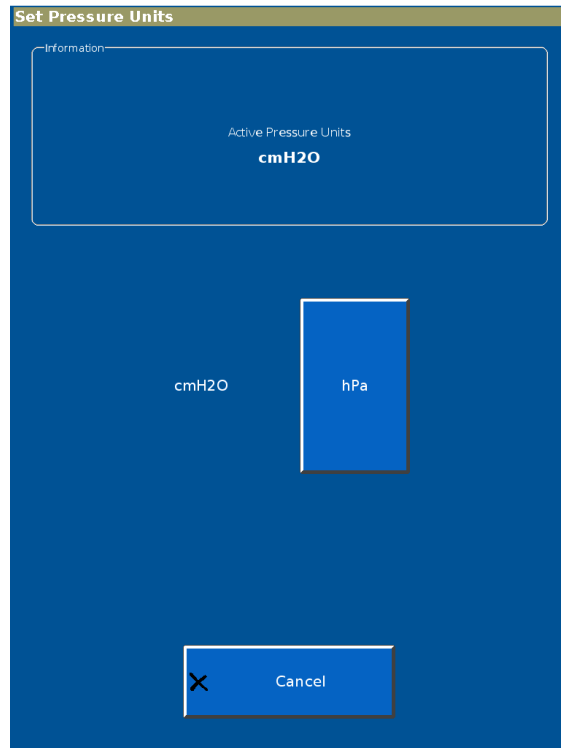 Set Pressure Units
Information
Active Pressure Units
cmH2O
cmH2O
hPa
Cancel